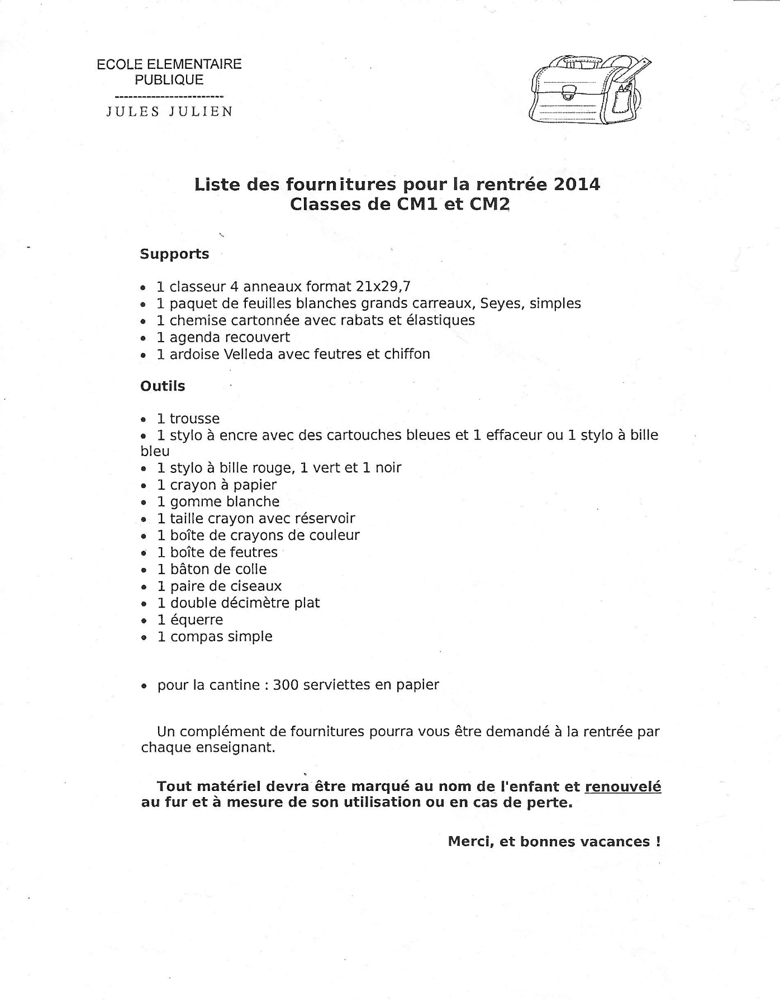 ECOLE ELEMENTAIRE
PUBLIQUE
------------------------
JULES JULIEN
Liste des fournitures pour la rentrée 2014
Classes de CM1 et CM2
Supports
• 1 classeur 4 anneaux format 21x29,7
• 1 paquet de feuilles blanches grands carreaux, Seyes, simples
• 1 chemise cartonnée avec rabats et élastiques
• 1 agenda recouvert
• 1 ardoise Velleda avec feutres et chiffon
Outils
• 1 trousse
• 1 stylo à encre avec des cartouches bleues et 1 effaceur ou 1 stylo à bille
bleu
• 1 stylo à bille rouge, 1 vert et 1 noir
• 1 crayon à papier
• 1 gomme blanche
• 1 taille crayon avec réservoir
• 1 boîte de crayons de couleur
• 1 boîte de feutres
• 1 bâton de colle
• 1 paire de ciseaux
• 1 double décimètre plat
• 1 équerre
• 1 compas simple
• pour la cantine : 300 serviettes en papier
Un complément de fournitures pourra vous être demandé à la rentrée par
chaque enseignant.
Tout matériel devra être marqué au nom de l'enfant et renouvelé
au fur et à mesure de son utilisation ou en cas de perte.
Merci, et bonnes vacances !